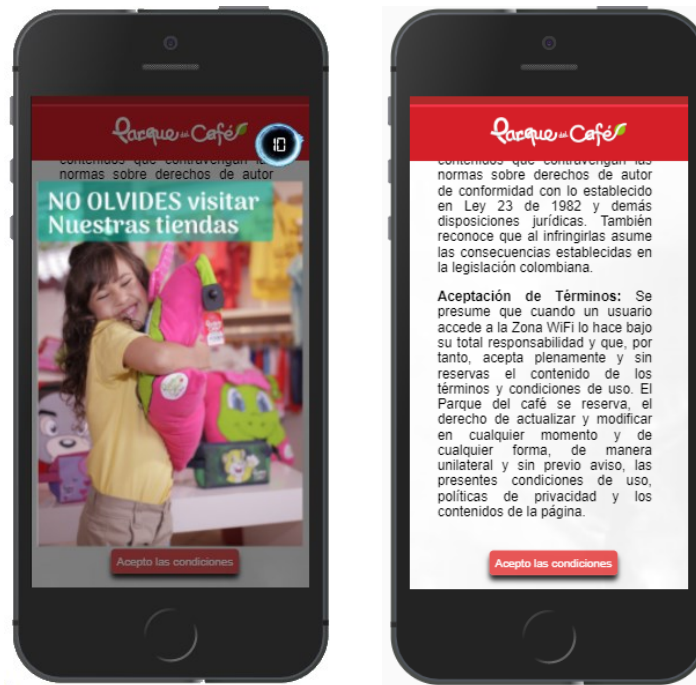 Parque del Café
10
contenidos que contravengan las
normas sobre derechos de autor
NO OLVIDES visitar
Nuestras tiendas
Acepto las condiciones
Parque del Café
contenidos que contravengan las
normas sobre derechos de autor
de conformidad con lo establecido
en Ley 23 de 1982 y demás
disposiciones jurídicas. También
reconoce que al infringirlas asume
las consecuencias establecidas en
la legislación colombiana.
Aceptación de Términos: Se
presume que cuando un usuario
accede a la Zona WiFi lo hace bajo
su total responsabilidad y que, por
tanto, acepta plenamente y sin
reservas el contenido de los
términos y condiciones de uso. El
Parque del café se reserva, el
derecho de actualizar y modificar
en cualquier momento y de
cualquier forma, de manera
unilateral y sin previo aviso, las
presentes condiciones de uso,
políticas de privacidad y los
contenidos de la página.
Acepto las condiciones